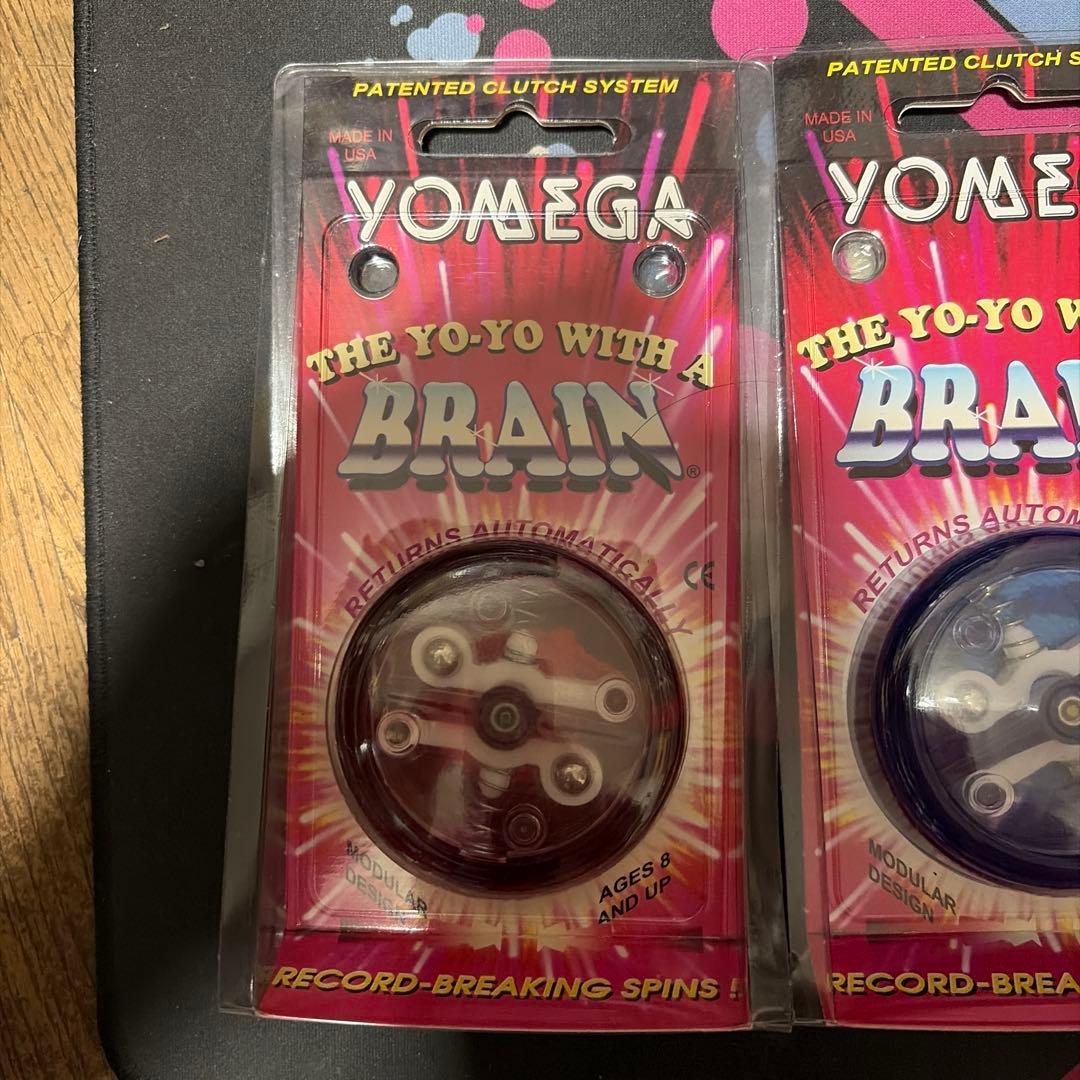 PATENTED CLUTCH SYSTEM
MADE IN
USA
YOMEGA
THE YO-YO WITH A
BRAIN®
RETURNS AUTOMATICALLY
CE
MODULAR
DESIGN
AGES 8
AND UP
RECORD-BREAKING SPINS !
PATENTED CLUTCH S
MADE IN
USA
YOME
THE YO-YO W
BRA
RETURNS AUTOM
MODULAR
DESIGN
RECORD-BREA